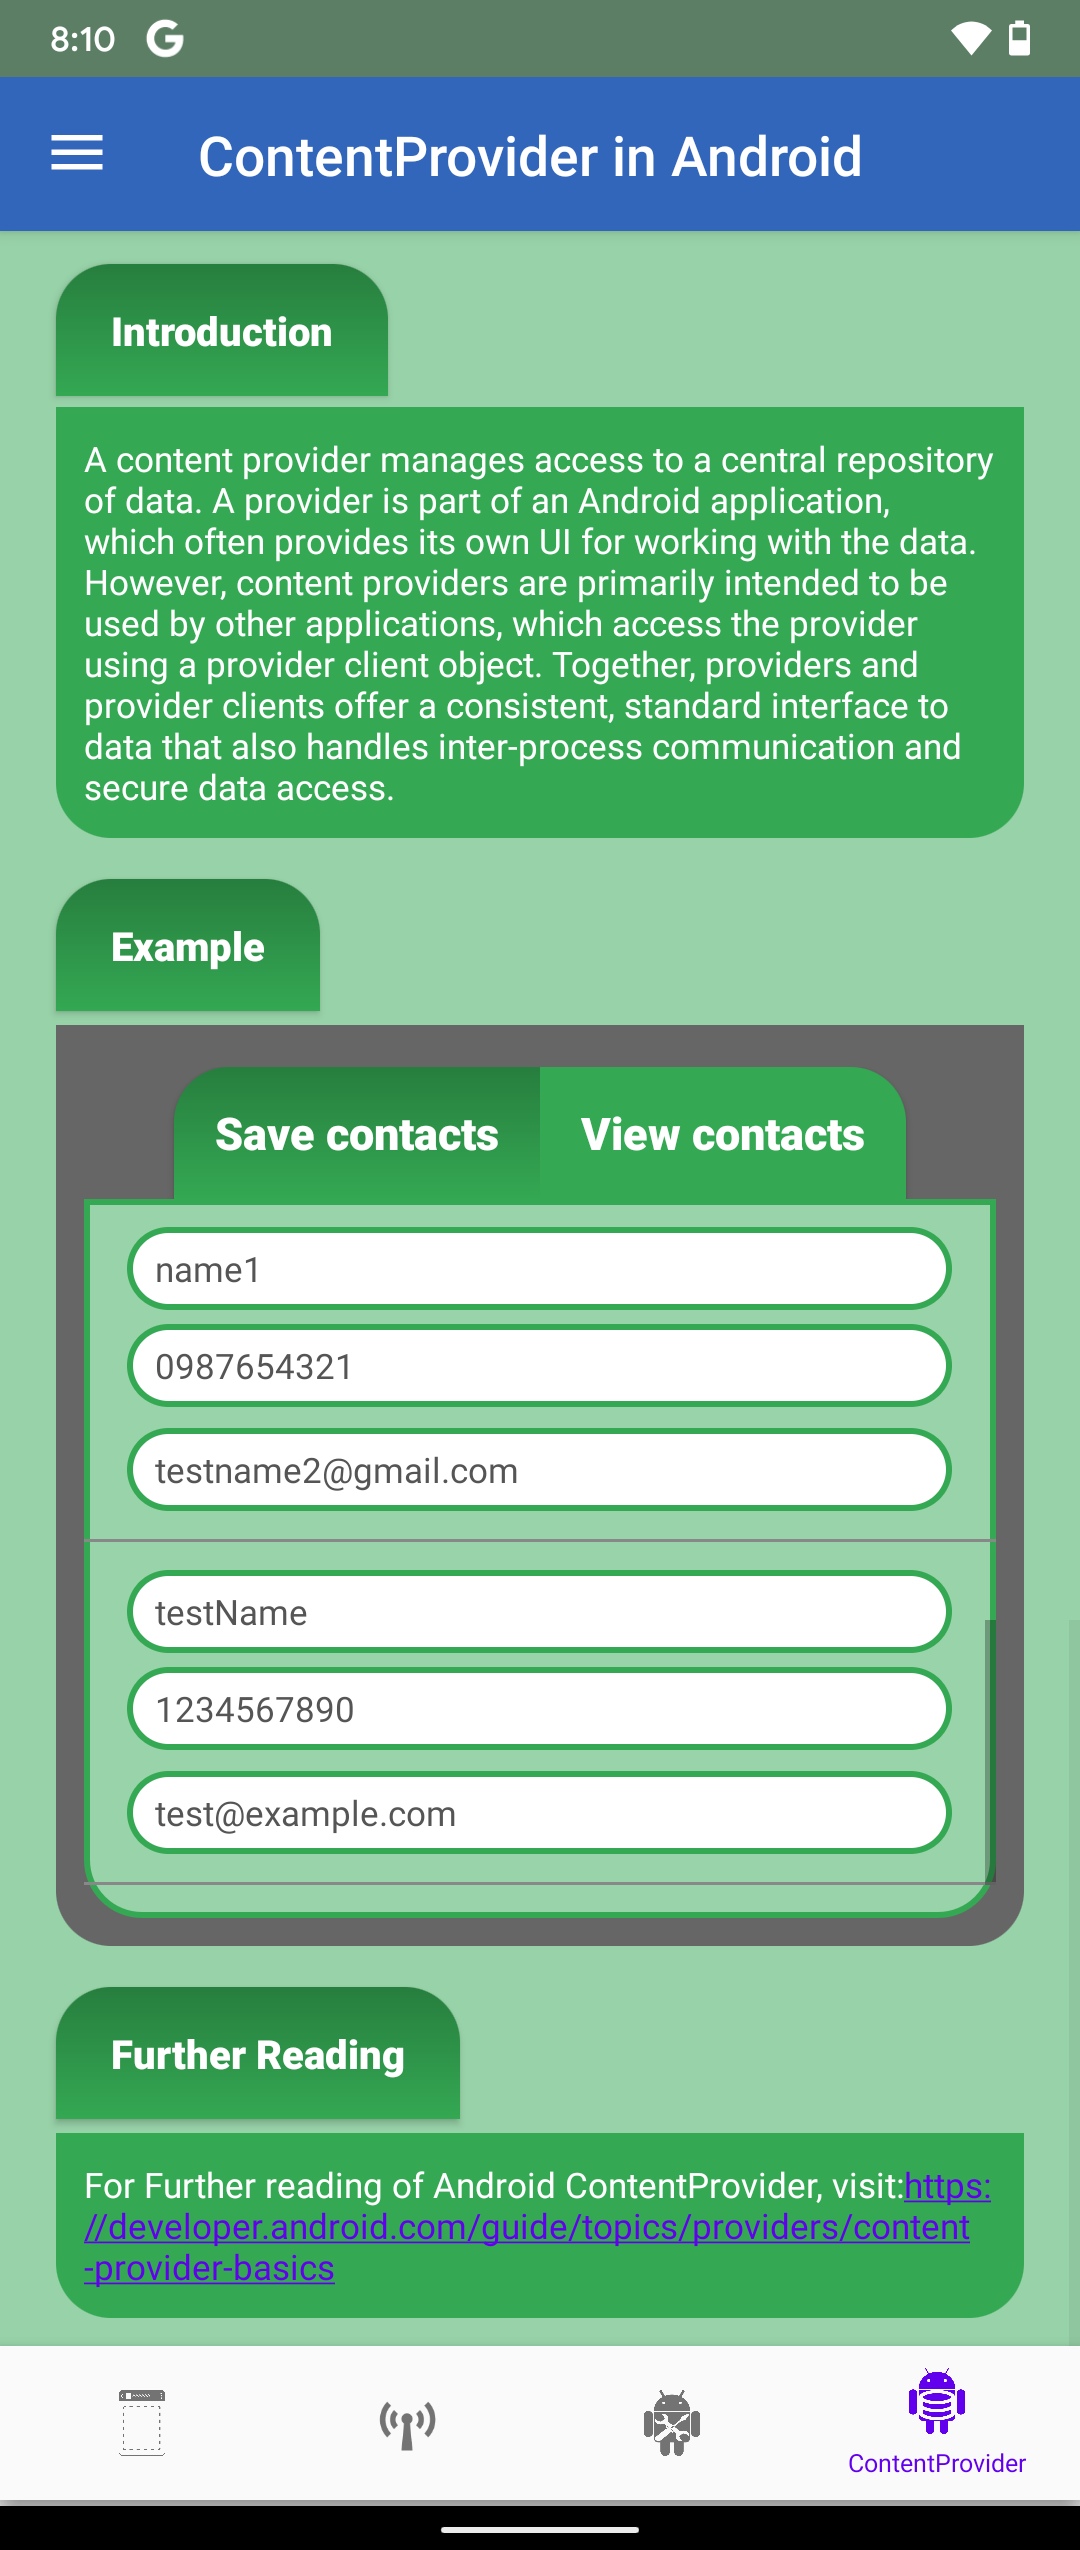 8:10
ContentProvider in Android
Introduction
A content provider manages access to a central repository
of data. A provider is part of an Android application,
which often provides its own UI for working with the data.
However, content providers are primarily intended to be
used by other applications, which access the provider
using a provider client object. Together, providers and
provider clients offer a consistent, standard interface to
data that also handles inter-process communication and
secure data access.
Example
Save contacts View contacts
name1
0987654321
testname2@gmail.com
testName
1234567890
test@example.com
Further Reading
For Further reading of Android ContentProvider, visit:https:
//developer.android.com/guide/topics/providers/content
-provider-basics
ContentProvider